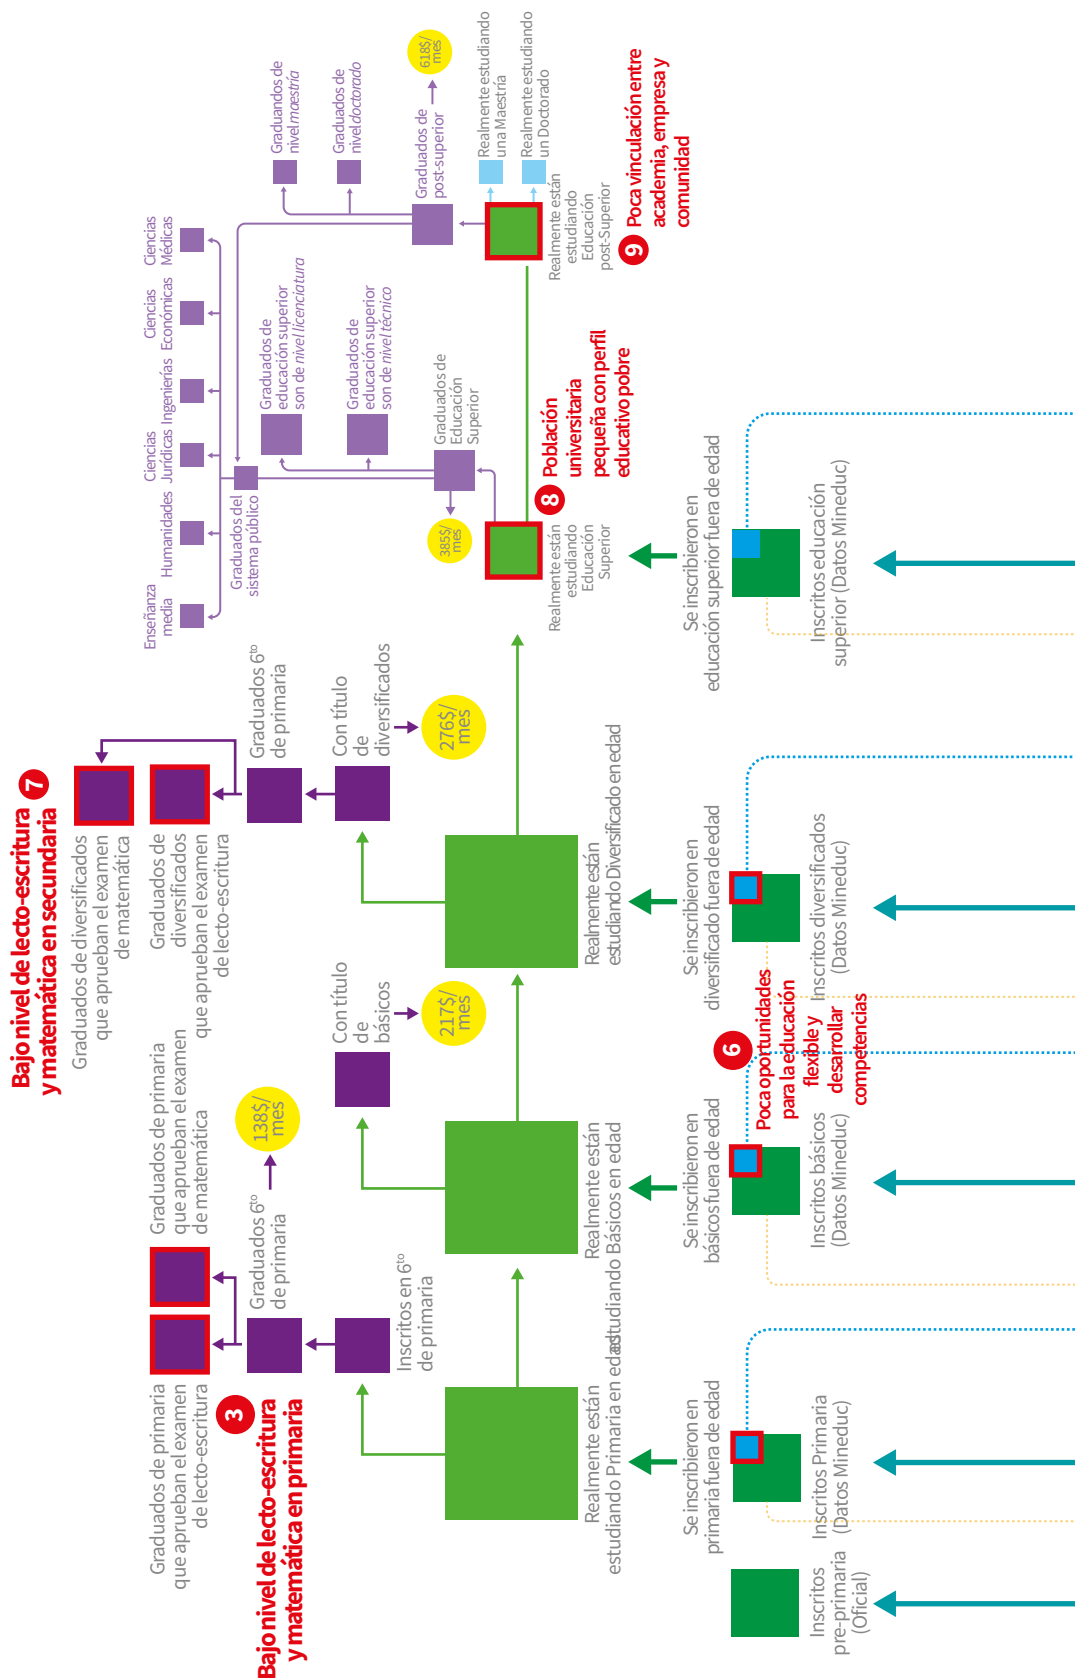 Bajo nivel de lecto-escritura
y matemática en secundaria
7
Graduados de diversificados
que aprueban el examen
de matemática
Graduados de
diversificados
que aprueban el examen
de lecto-escritura
Graduados 6to
de primaria
Con título
de
diversificados
276$/
mes
Graduados de primaria
que aprueban el examen
de matemática
Graduados de primaria
que aprueban el examen
de lecto-escritura
3
Bajo nivel de lecto-escritura
y matemática en primaria
Graduados 6to
de primaria
138$/
mes
Inscritos en 6to
de primaria
Con título
de
básicos
217$/
mes
Enseñanza
media
Humanidades
Ciencias
Jurídicas
Ingenierías
Ciencias
Económicas
Ciencias
Médicas
Graduados del
sistema público
Graduados de
educación superior
son de nivel licenciatura
Graduados de
educación superior
son de nivel técnico
Graduados de
Educación
Superior
385$/
mes
Graduandos de
nivel maestría
Graduados de
nivel doctorado
Graduados de
post-superior
618$/
mes
Realmente estudiando
una Maestría
Realmente estudiando
un Doctorado
Realmente están
estudiando
Educación
post-Superior
9
Poca vinculación entre
academia, empresa y
comunidad
8
Población
universitaria
pequeña con perfil
educativo pobre
Realmente están
estudiando
Educación
Superior
Realmente están
estudiando Primaria en edad
Realmente están
estudiando Básicos en edad
Realmente están
estudiando Diversificado en edad
Se inscribieron en
primaria fuera de edad
Se inscribieron en
básicos fuera de edad
Se inscribieron en
diversificado fuera de edad
Se inscribieron en
educación superior fuera de edad
6
Poca oportunidades
para la educación
flexible y
desarrollar
competencias
Inscritos
pre-primaria
(Oficial)
Inscritos Primaria
(Datos Mineduc)
Inscritos básicos
(Datos Mineduc)
Inscritos diversificados
(Datos Mineduc)
Inscritos educación
superior (Datos Mineduc)